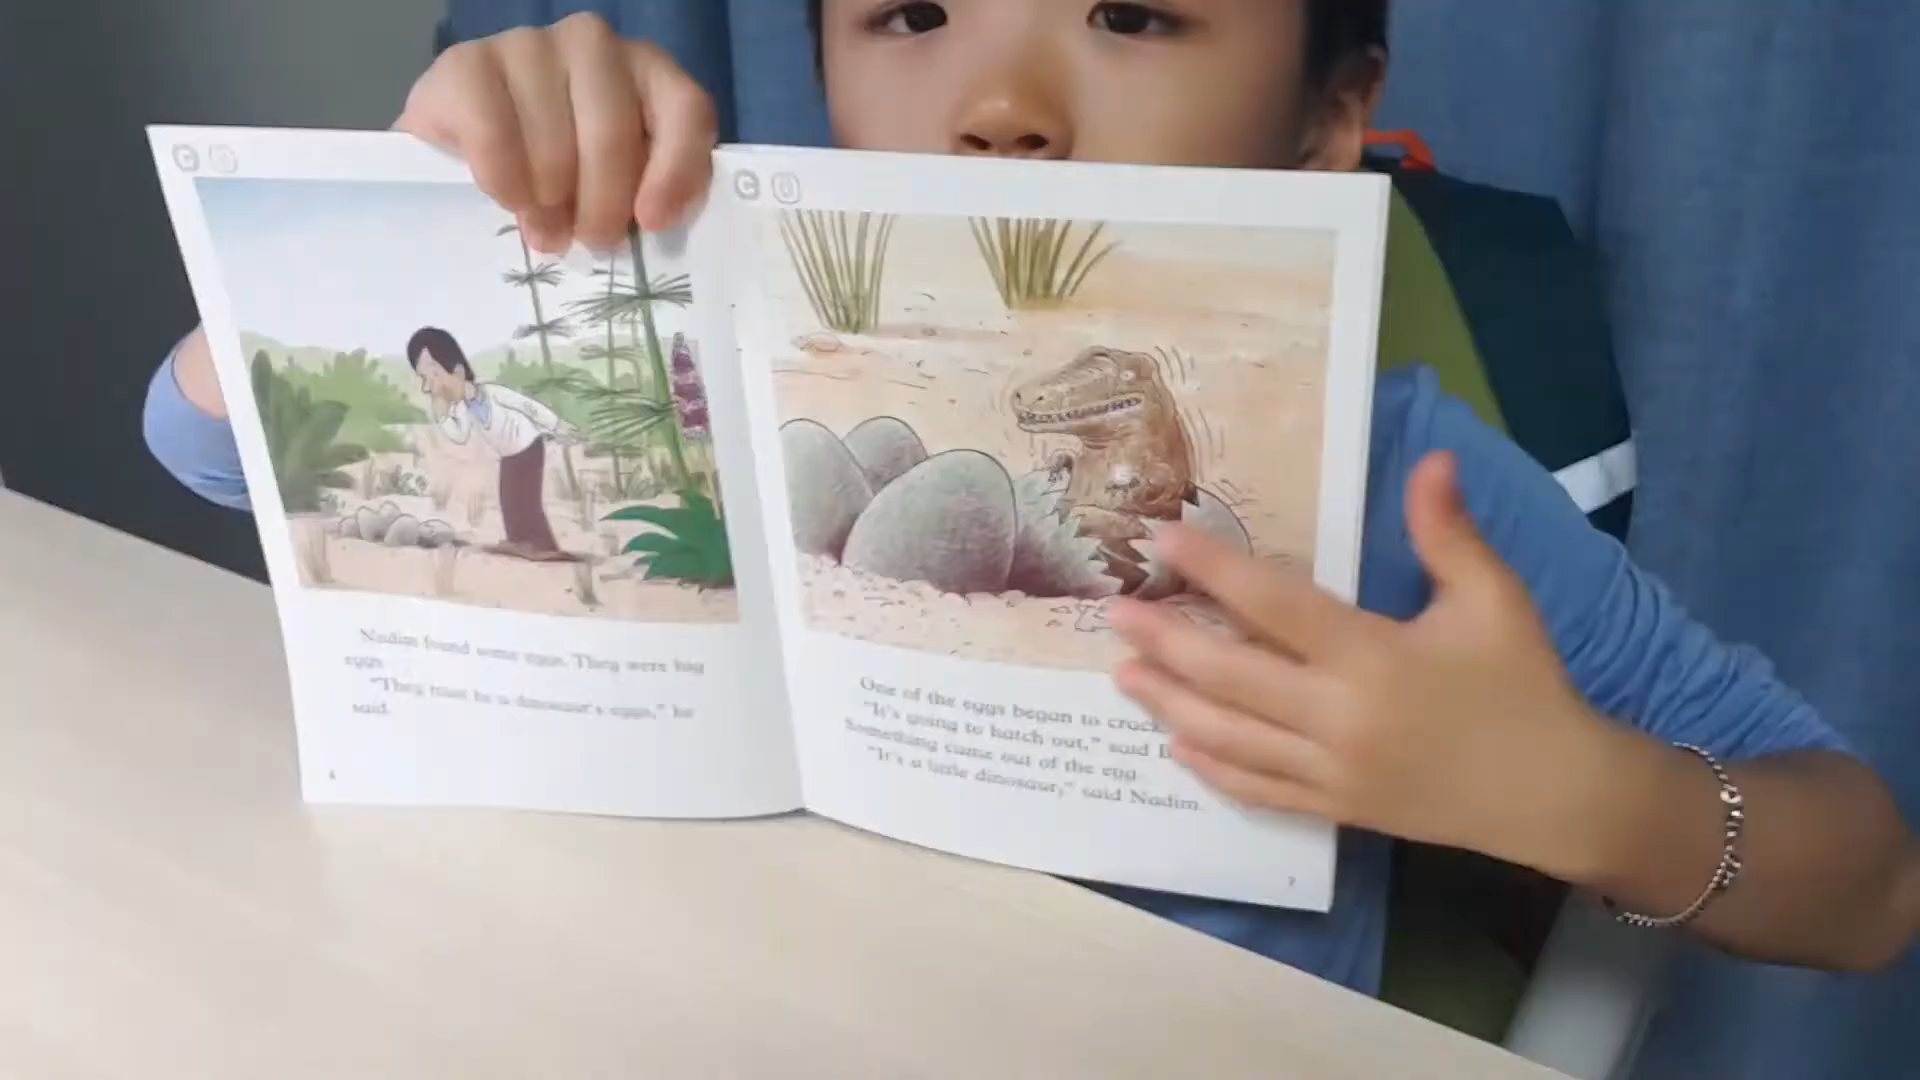 Nadim found some eggs. They were big
eggs.
"They must be a dinosaur's eggs," he
said.
6
One of the eggs began to crack
"It's going to hatch out," said
Something came out of the egg
"It's a little dinosaur," said Nadim.
7